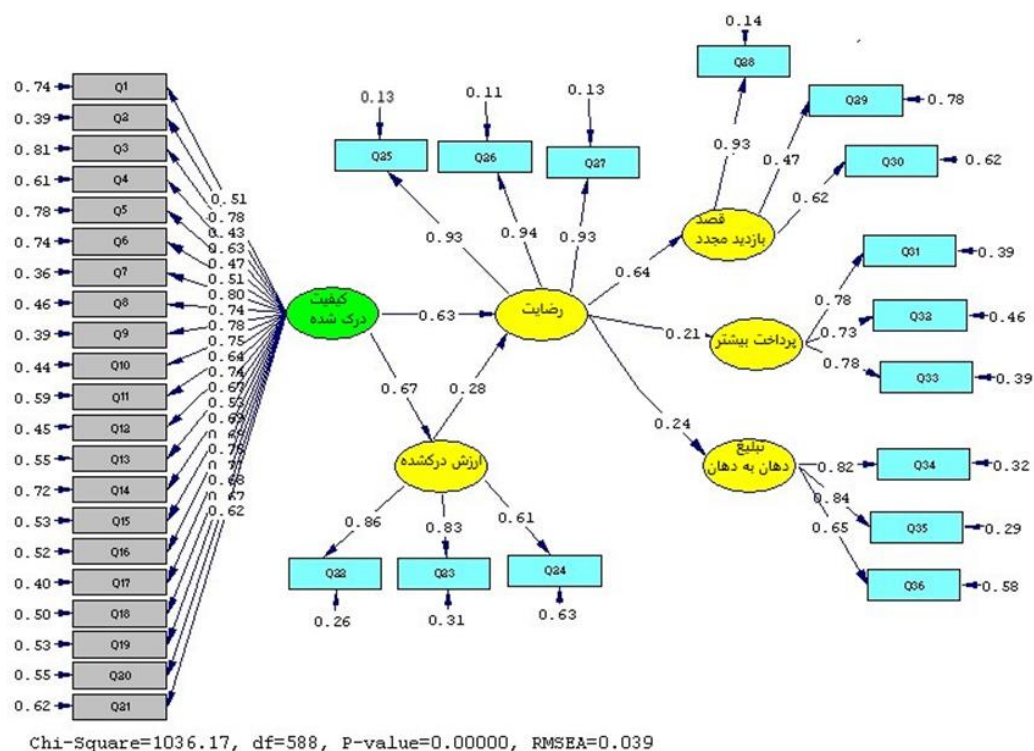 0.74 Q1
0.39 Q2
0.81 Q3
0.61 Q4
0.78 Q5
0.74 Q6
0.36 Q7
0.46 Q8
0.39 Q9
0.44 Q10
0.59 Q11
0.45 Q12
0.55 Q13
0.72 Q14
0.53 Q15
0.52 Q16
0.40 Q17
0.50 Q18
0.53 Q19
0.55 Q20
0.62 Q21
0.51
0.78
0.43
0.63
0.47
0.51
0.80
0.74
0.78
0.75
0.64
0.74
0.67
0.53
0.69
0.68
0.67
0.62
کیفیت
درک شده
0.63
0.67
0.28
ارزش درکشده
0.86
0.83
0.61
Q22
Q23
Q24
0.26
0.31
0.63
0.13
0.11
0.13
Q25
Q26
Q27
0.93
0.94
0.93
رضایت
0.64
0.21
0.24
قصد
بازدید مجدد
0.93
0.47
0.62
0.14
Q28
Q29 0.78
Q30 0.62
پرداخت بیشتر
0.78
0.73
0.78
Q31 0.39
Q32 0.46
Q33 0.39
تبلیغ
دهان به دهان
0.82
0.84
0.65
Q34 0.32
Q35 0.29
Q36 0.58
Chi-Square=1036.17, df=588, P-value=0.00000, RMSEA=0.039